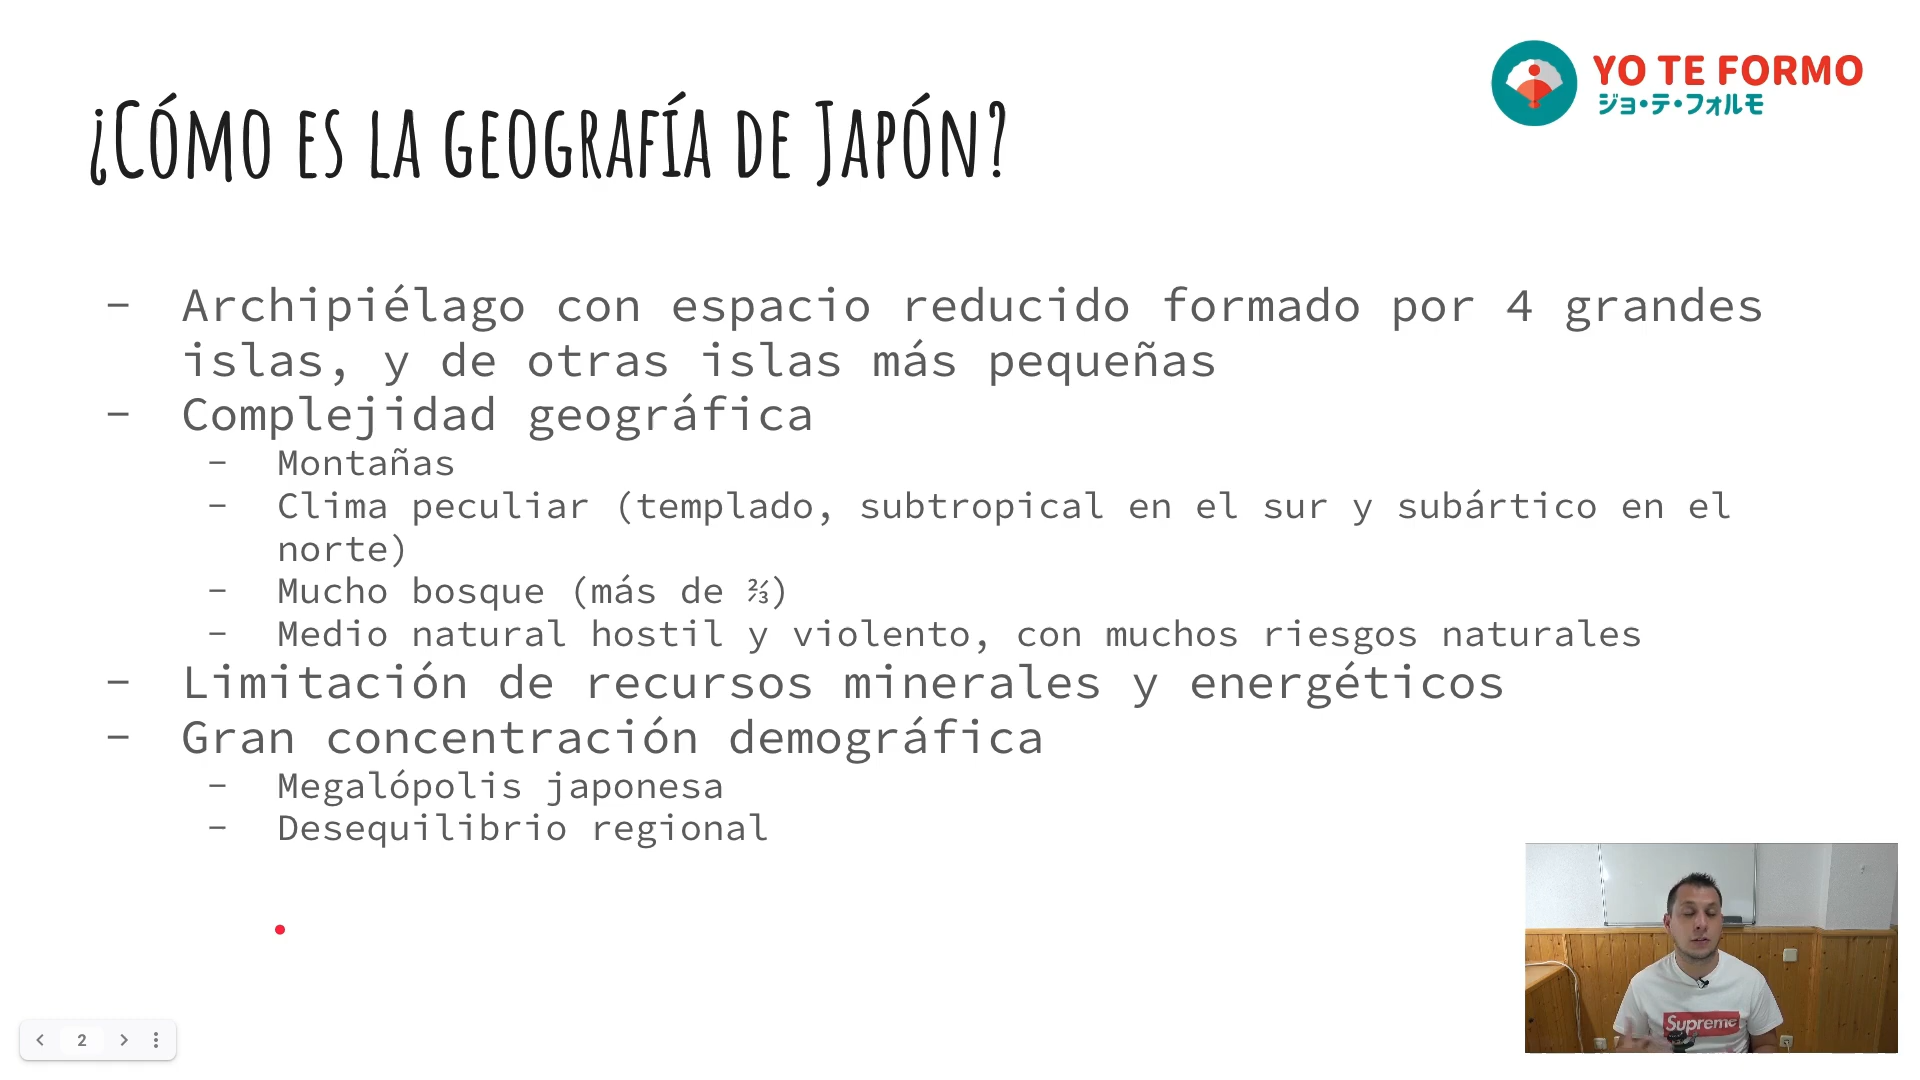 YO TE FORMO
ジョ・テ・フォルモ
¿Cómo es la geografía de Japón?
- Archipiélago con espacio reducido formado por 4 grandes
islas, y de otras islas más pequeñas
- Complejidad geográfica
- Montañas
- Clima peculiar (templado, subtropical en el sur y subártico en el
norte)
- Mucho bosque (más de ⅔)
- Medio natural hostil y violento, con muchos riesgos naturales
- Limitación de recursos minerales y energéticos
- Gran concentración demográfica
- Megalópolis japonesa
- Desequilibrio regional
Supreme
2